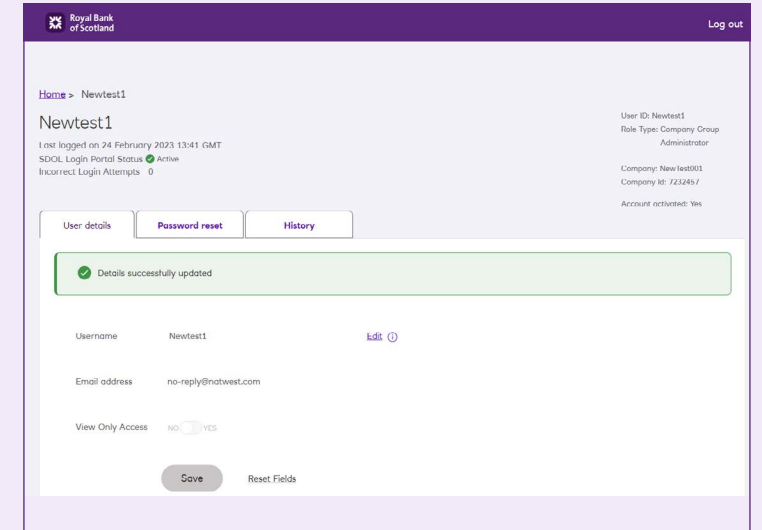 Royal Bank
of Scotland
Log out
Home > Newtest1
Newtest1
Last logged on 24 February 2023 13:41 GMT
SDOL Login Portal Status Active
Incorrect Login Attempts 0
User ID: Newtest1
Role Type: Company Group
Administrator
Company: NewTest001
Company Id: 7232457
Account activated: Yes
User details Password reset History
Details successfully updated
Username Newtest1 Edit
Email address no-reply@natwest.com
View Only Access NO YES
Save Reset Fields